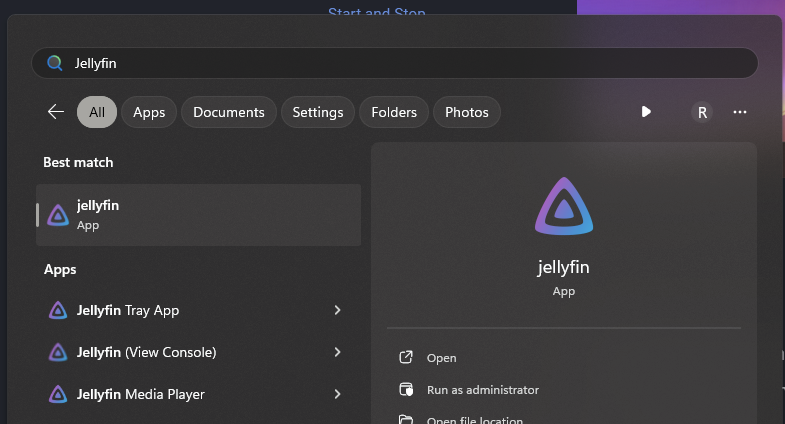 Start and Stop
Jellyfin
All Apps Documents Settings Folders Photos R
Best match
jellyfin
App
Apps
Jellyfin Tray App
Jellyfin (View Console)
Jellyfin Media Player
jellyfin
App
Open
Run as administrator
Open file location